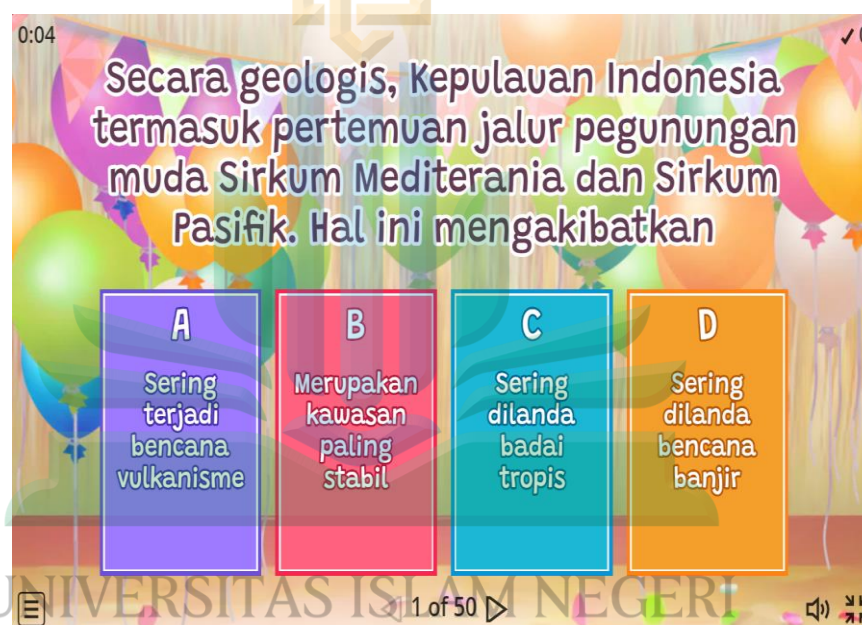 0:04
✓ 0
Secara geologis, Kepulauan Indonesia
termasuk pertemuan jalur pegunungan
muda Sirkum Mediterania dan Sirkum
Pasifik. Hal ini mengakibatkan
A
Sering
terjadi
bencana
vulkanisme
B
Merupakan
kawasan
paling
stabil
C
Sering
dilanda
badai
tropis
D
Sering
dilanda
bencana
banjir
UNIVERSITAS ISLAM NEGERI
1 of 50